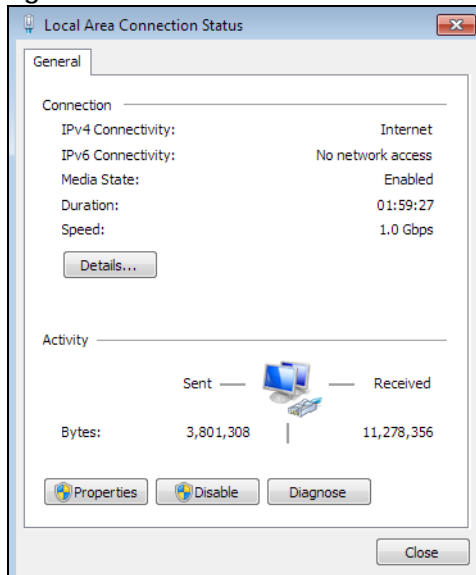 Local Area Connection Status
General
Connection
IPv4 Connectivity: Internet
IPv6 Connectivity: No network access
Media State: Enabled
Duration: 01:59:27
Speed: 1.0 Gbps
Details...
Activity
Sent Received
Bytes: 3,801,308 11,278,356
Properties Disable Diagnose
Close